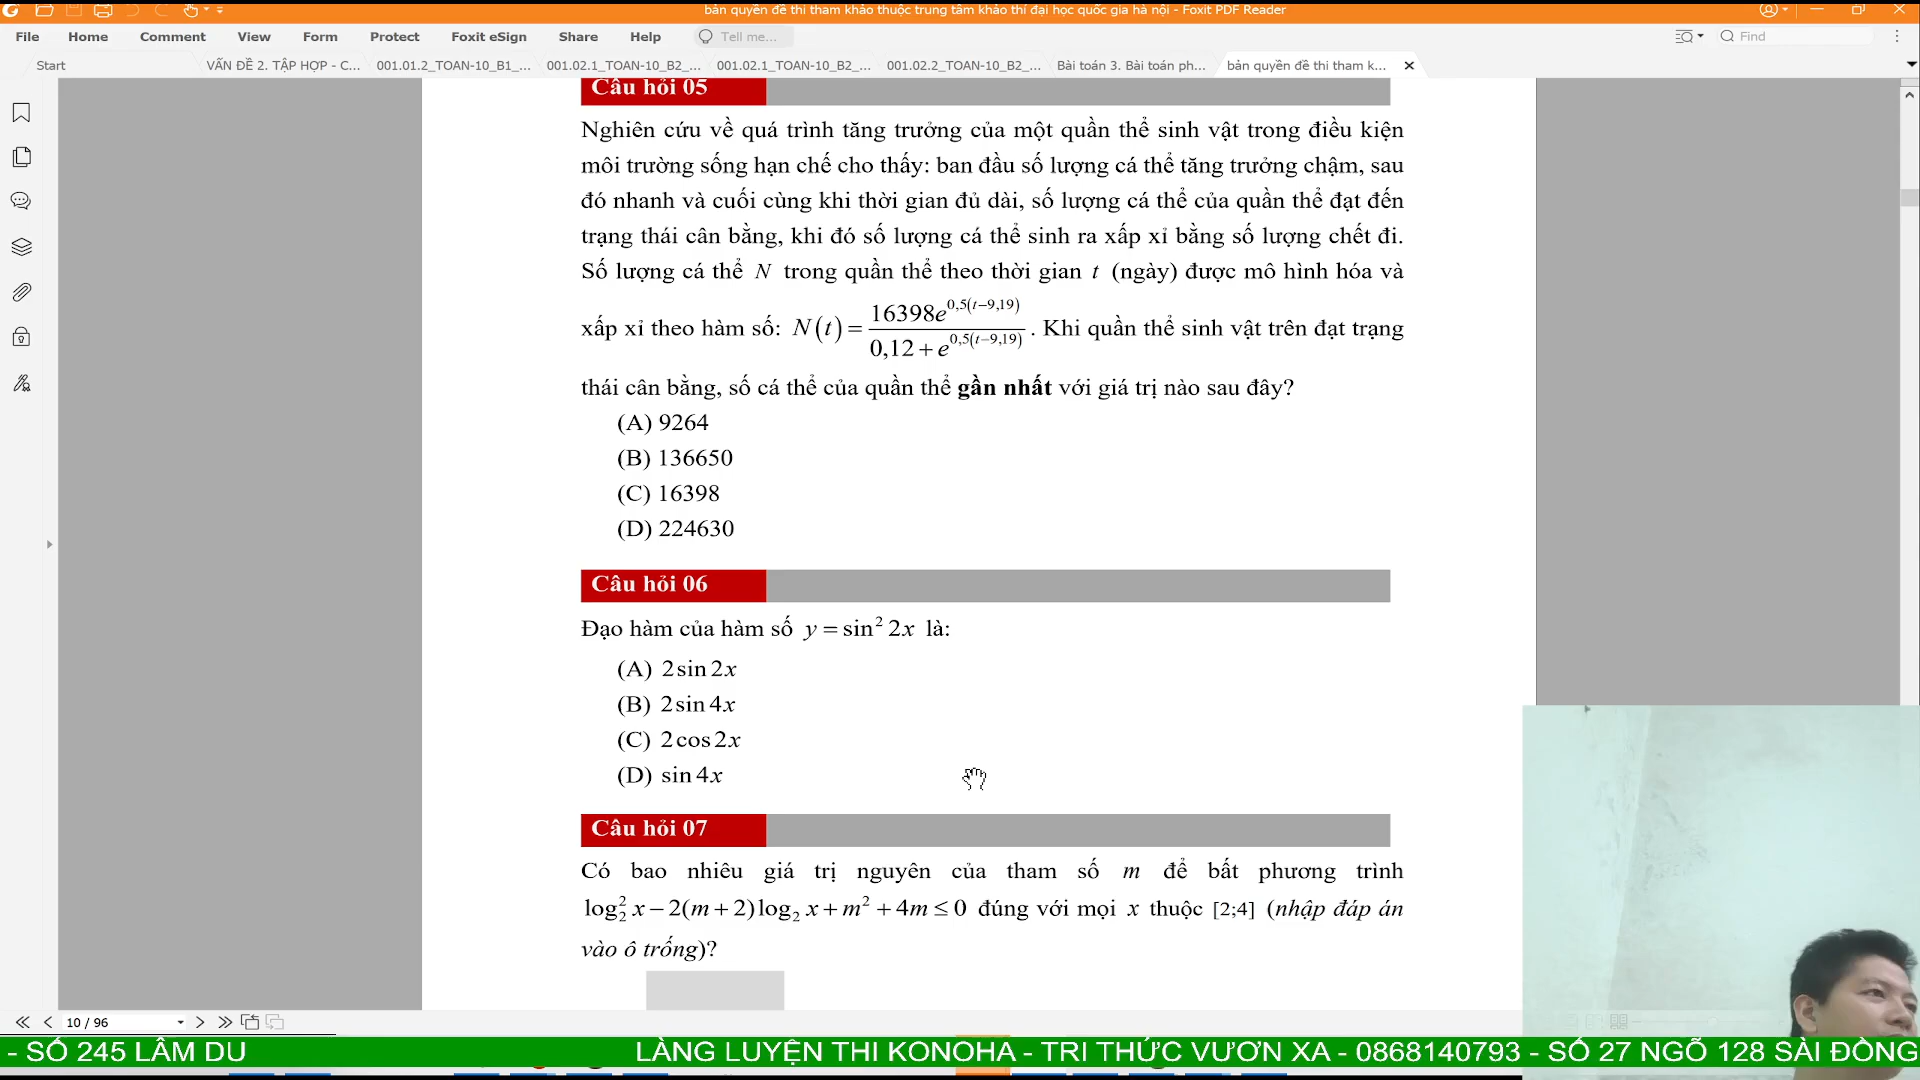 bản quyền đề thi tham khảo thuộc trung tâm khảo thí đại học quốc gia hà nội - Foxit PDF Reader
File Home Comment View Form Protect Foxit eSign Share Help Tell me... Find
Start VẤN ĐỀ 2. TẬP HỢP - C... 001.01.2_TOAN-10_B1_... 001.02.1_TOAN-10_B2_... 001.02.1_TOAN-10_B2_... 001.02.2_TOAN-10_B2_... Bài toán 3. Bài toán ph... bản quyền đề thi tham k...
Câu hỏi 05
Nghiên cứu về quá trình tăng trưởng của một quần thể sinh vật trong điều kiện
môi trường sống hạn chế cho thấy: ban đầu số lượng cá thể tăng trưởng chậm, sau
đó nhanh và cuối cùng khi thời gian đủ dài, số lượng cá thể của quần thể đạt đến
trạng thái cân bằng, khi đó số lượng cá thể sinh ra xấp xỉ bằng số lượng chết đi.
Số lượng cá thể N trong quần thể theo thời gian t (ngày) được mô hình hóa và
xấp xỉ theo hàm số: N(t) = \frac{16398e^{0,5(t-9,19)}}{0,12+e^{0,5(t-9,19)}}. Khi quần thể sinh vật trên đạt trạng
thái cân bằng, số cá thể của quần thể gần nhất với giá trị nào sau đây?
(A) 9264
(B) 136650
(C) 16398
(D) 224630
Câu hỏi 06
Đạo hàm của hàm số y = sin² 2x là:
(A) 2sin 2x
(B) 2sin 4x
(C) 2cos 2x
(D) sin 4x
Câu hỏi 07
Có bao nhiêu giá trị nguyên của tham số m để bất phương trình
log₂² x − 2(m + 2)log₂ x + m² + 4m ≤ 0 đúng với mọi x thuộc [2;4] (nhập đáp án
vào ô trống)?
10 / 96
- SỐ 245 LÂM DU LÀNG LUYỆN THI KONOHA - TRI THỨC VƯƠN XA - 0868140793 - SỐ 27 NGÕ 128 SÀI ĐỒNG